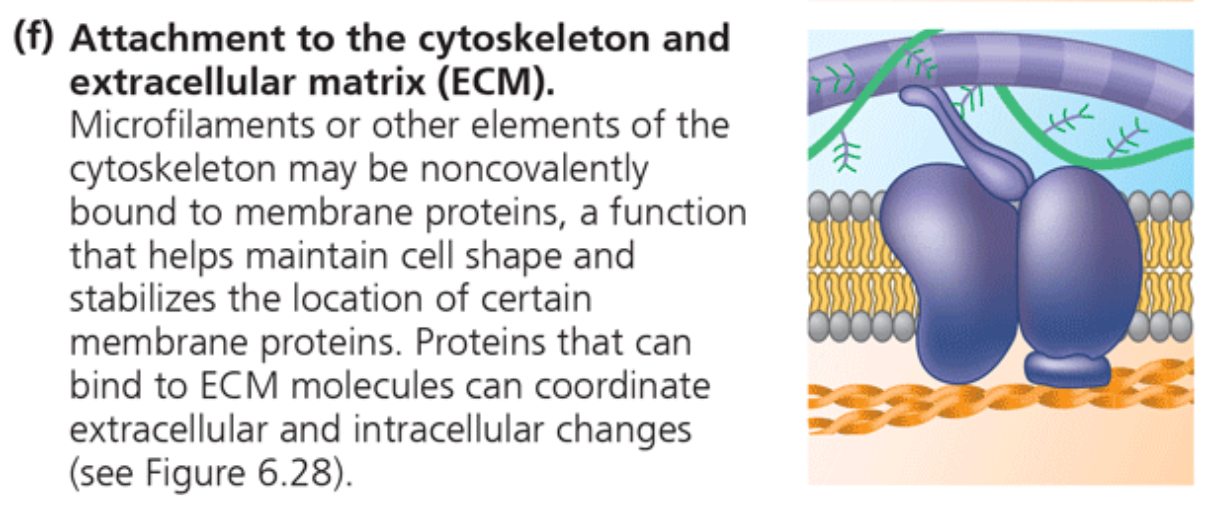 (f) Attachment to the cytoskeleton and
extracellular matrix (ECM).
Microfilaments or other elements of the
cytoskeleton may be noncovalently
bound to membrane proteins, a function
that helps maintain cell shape and
stabilizes the location of certain
membrane proteins. Proteins that can
bind to ECM molecules can coordinate
extracellular and intracellular changes
(see Figure 6.28).